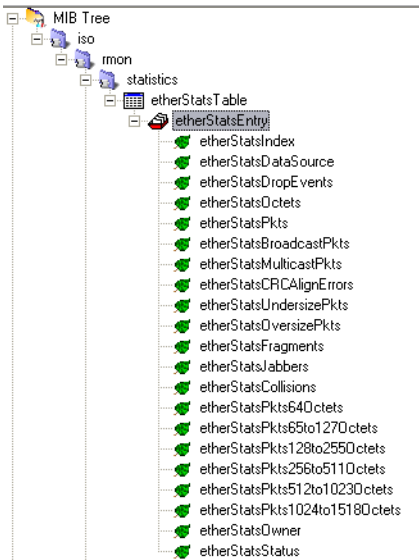 MIB Tree
iso
rmon
statistics
etherStatsTable
etherStatsEntry
etherStatsIndex
etherStatsDataSource
etherStatsDropEvents
etherStatsOctets
etherStatsPkts
etherStatsBroadcastPkts
etherStatsMulticastPkts
etherStatsCRCAlignErrors
etherStatsUndersizePkts
etherStatsOversizePkts
etherStatsFragments
etherStatsJabbers
etherStatsCollisions
etherStatsPkts64Octets
etherStatsPkts65to127Octets
etherStatsPkts128to255Octets
etherStatsPkts256to511Octets
etherStatsPkts512to1023Octets
etherStatsPkts1024to1518Octets
etherStatsOwner
etherStatsStatus